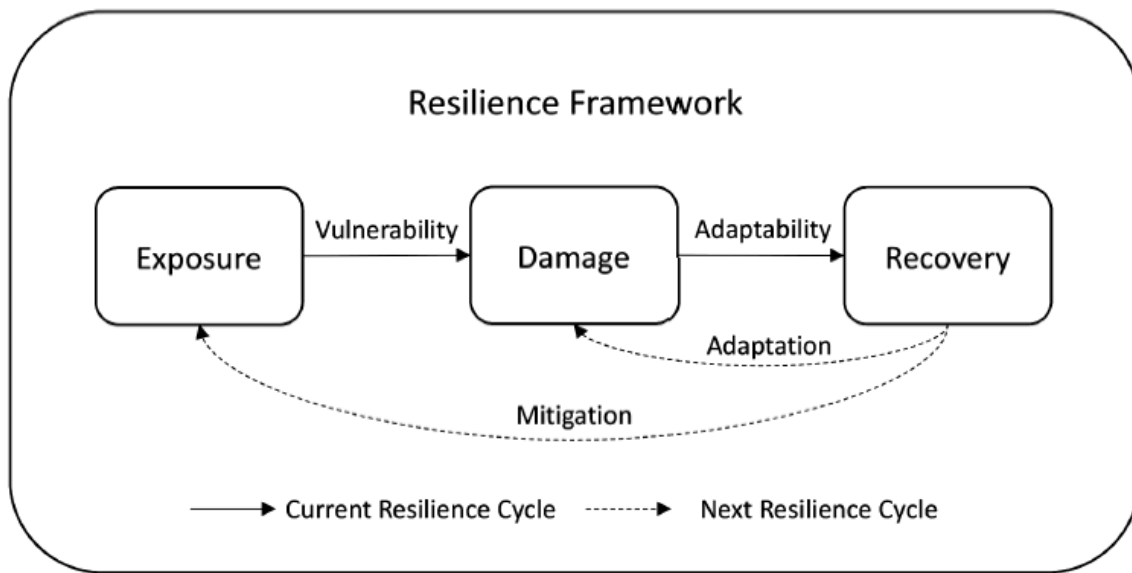 Resilience Framework
Exposure
Vulnerability
Damage
Adaptability
Recovery
Adaptation
Mitigation
Current Resilience Cycle
Next Resilience Cycle